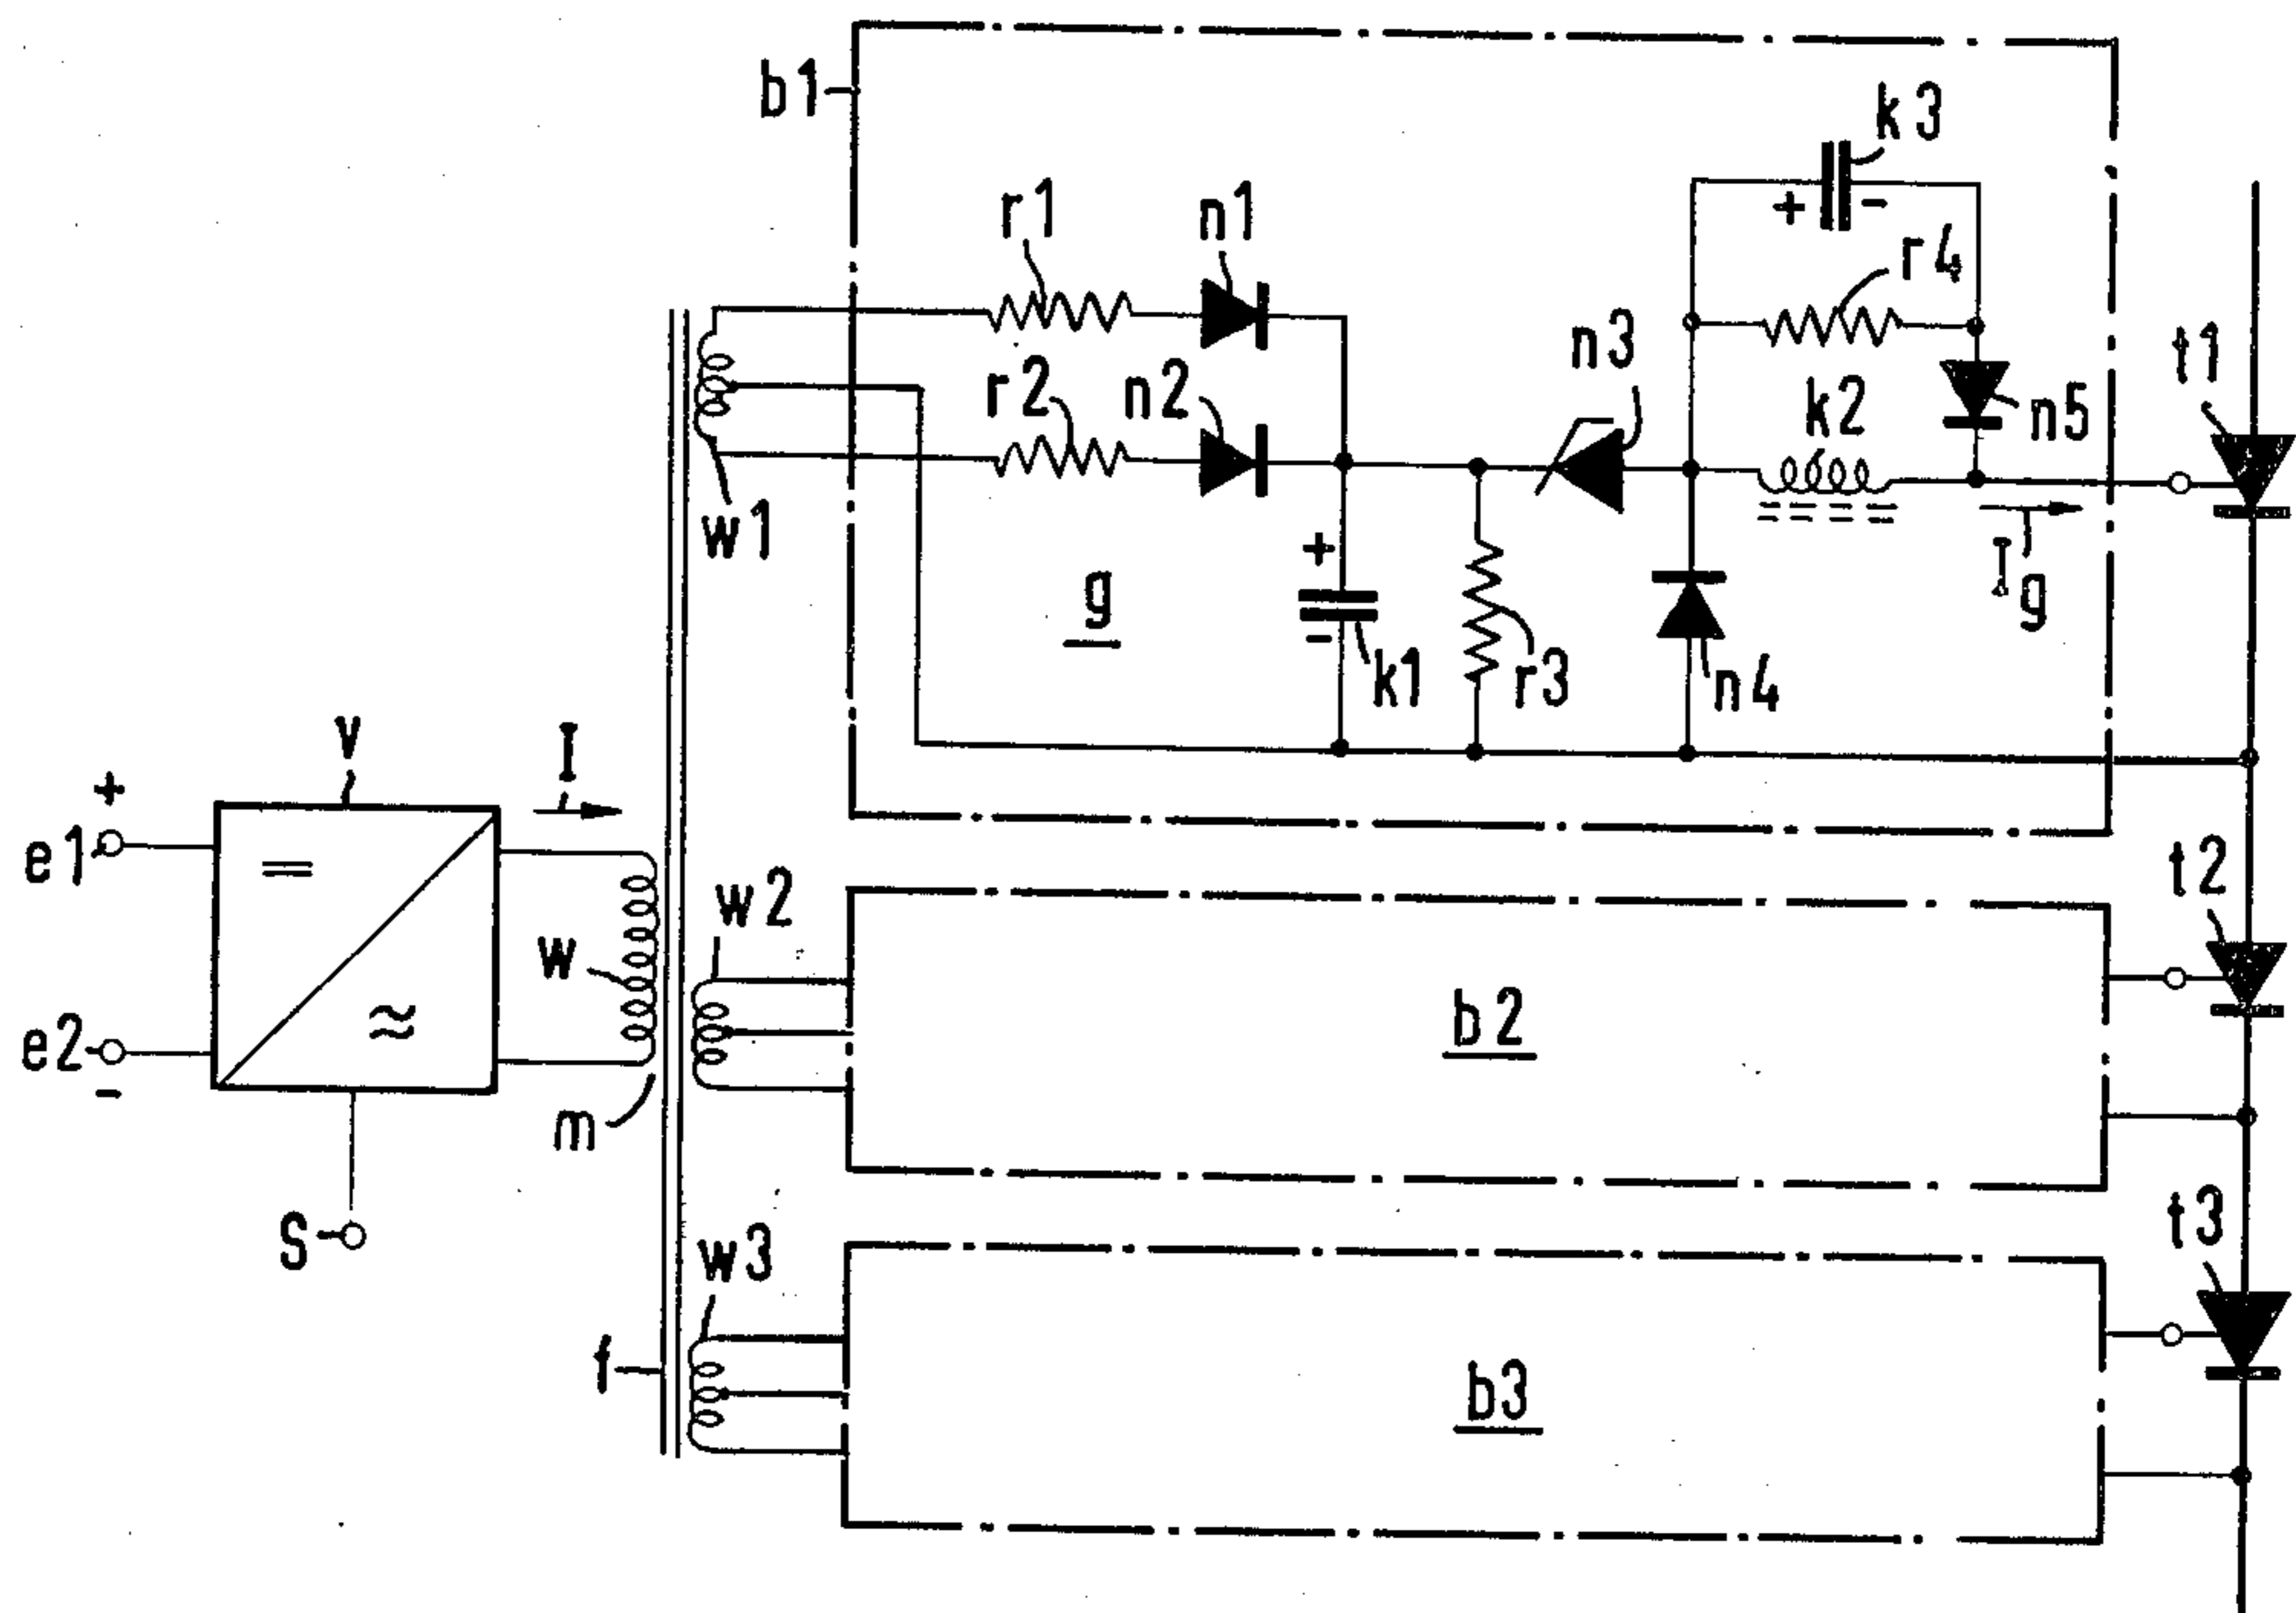 b1
k3
r1
n1
r4
n3
t1
r2
n2
k2
n5
w1
+
-
+
-
g
k1
r3
n4
Ig
v
I
+
e1
=
≈
w
w2
t2
e2
-
b2
m
S
w3
t3
f
b3